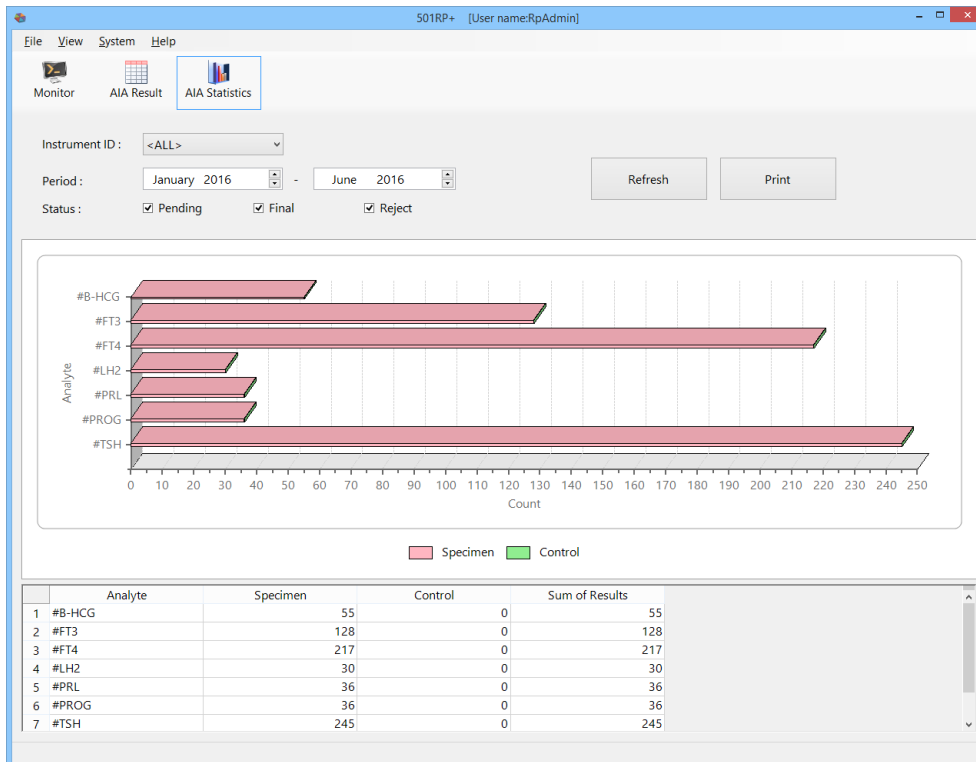 501RP+ [User name:RpAdmin]
File View System Help
Monitor AIA Result AIA Statistics
Instrument ID : <ALL>
Period : January 2016 - June 2016
Refresh Print
Status : Pending Final Reject
#B-HCG
#FT3
#FT4
#LH2
#PRL
#PROG
#TSH
Analyte
0 10 20 30 40 50 60 70 80 90 100 110 120 130 140 150 160 170 180 190 200 210 220 230 240 250
Count
Specimen Control
Analyte Specimen Control Sum of Results
1 #B-HCG 55 0 55
2 #FT3 128 0 128
3 #FT4 217 0 217
4 #LH2 30 0 30
5 #PRL 36 0 36
6 #PROG 36 0 36
7 #TSH 245 0 245